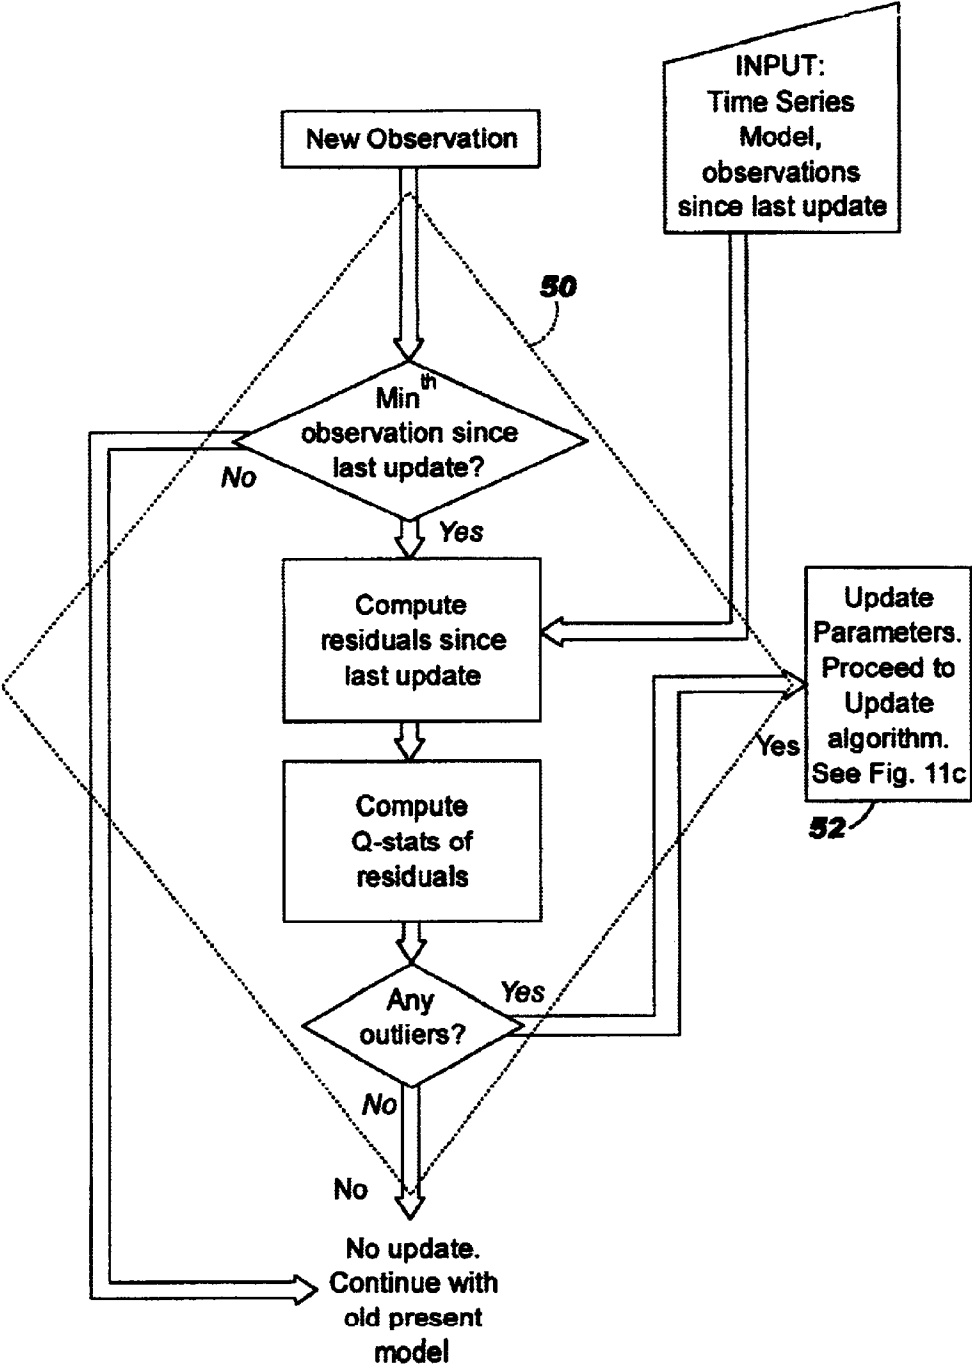 INPUT:
Time Series
Model,
observations
since last update
New Observation
50
Min th
observation since
last update?
No
Yes
Compute
residuals since
last update
Update
Parameters.
Proceed to
Update
algorithm.
See Fig. 11c
Yes
52
Compute
Q-stats of
residuals
Any
outliers?
Yes
No
No
No update.
Continue with
old present
model